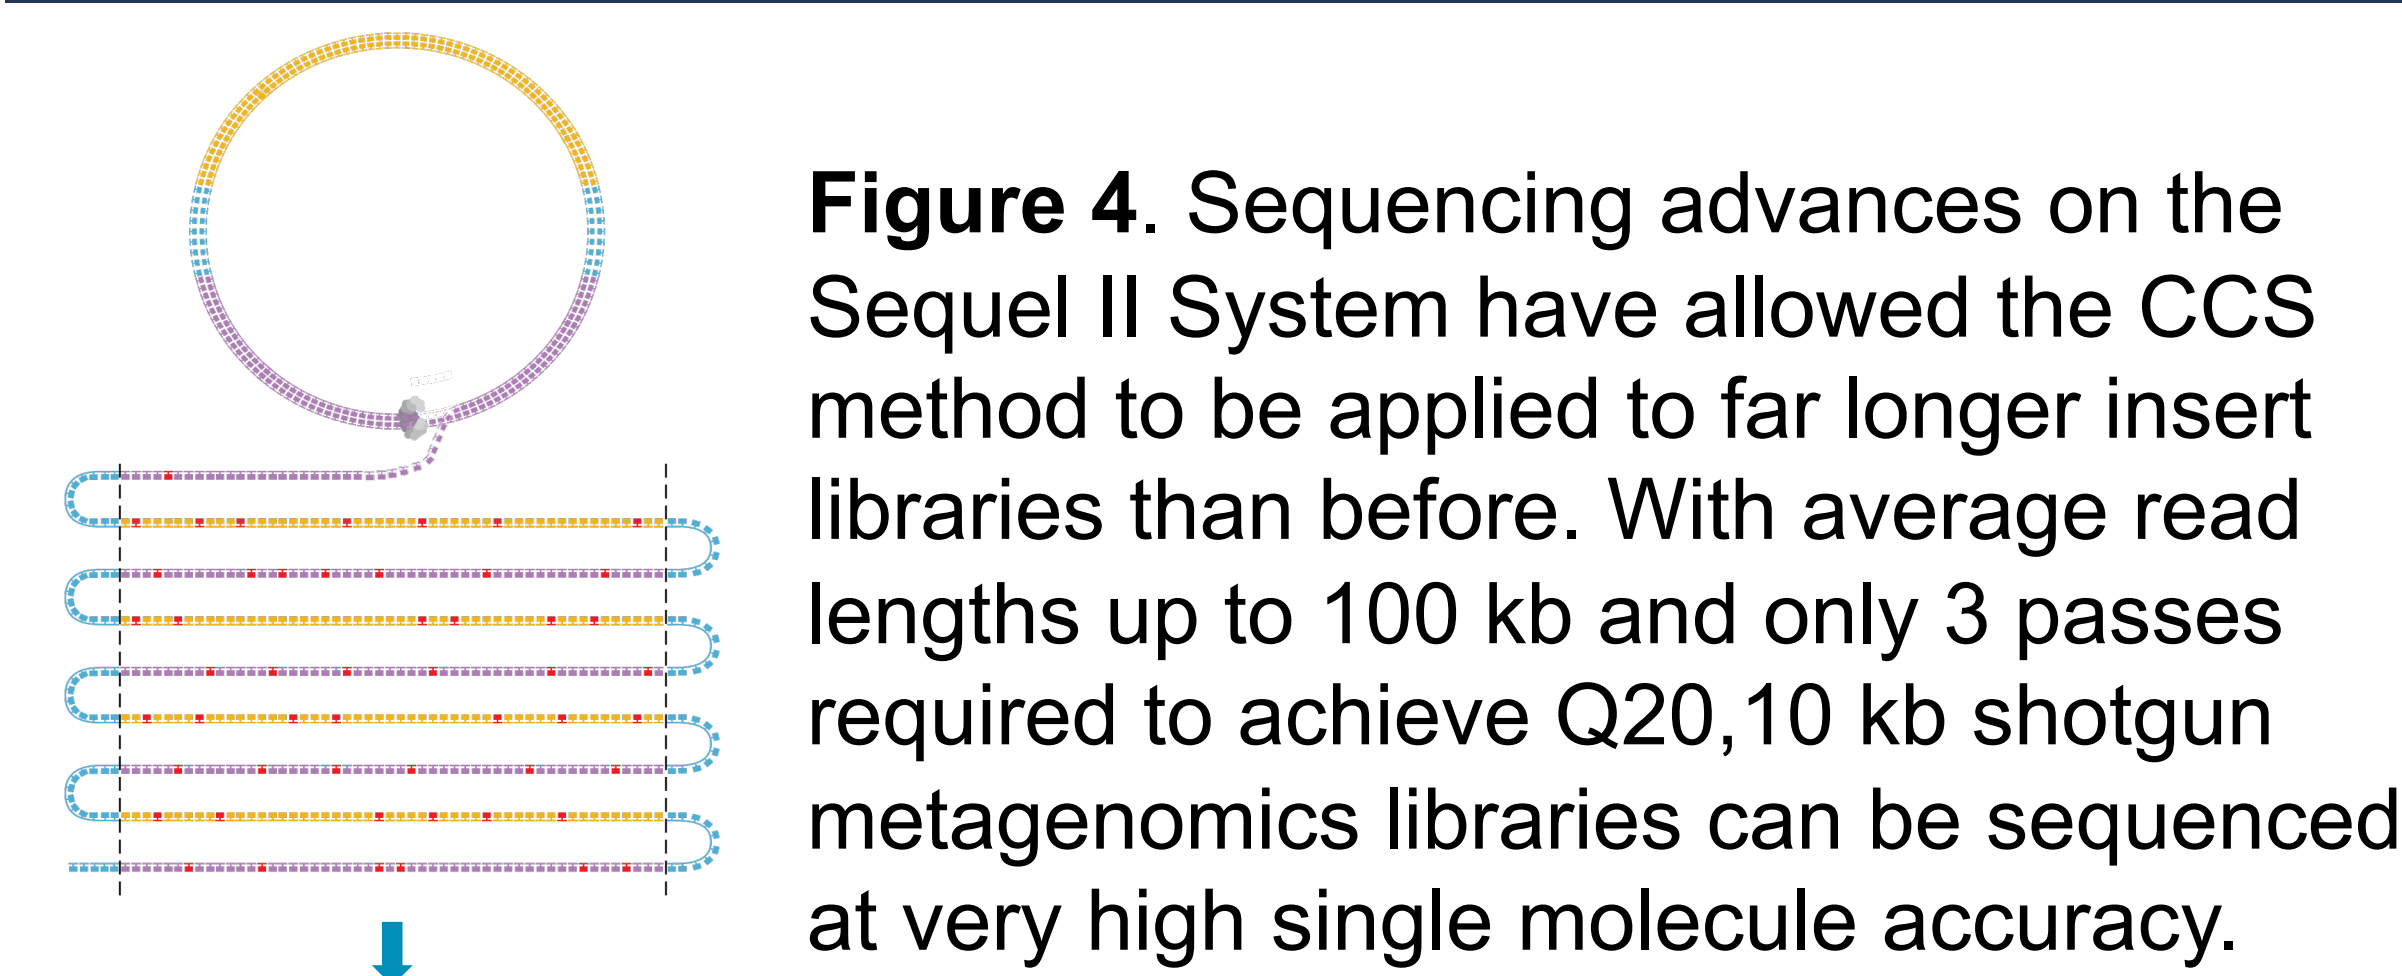 Figure 4. Sequencing advances on the
Sequel II System have allowed the CCS
method to be applied to far longer insert
libraries than before. With average read
lengths up to 100 kb and only 3 passes
required to achieve Q20,10 kb shotgun
metagenomics libraries can be sequenced
at very high single molecule accuracy.